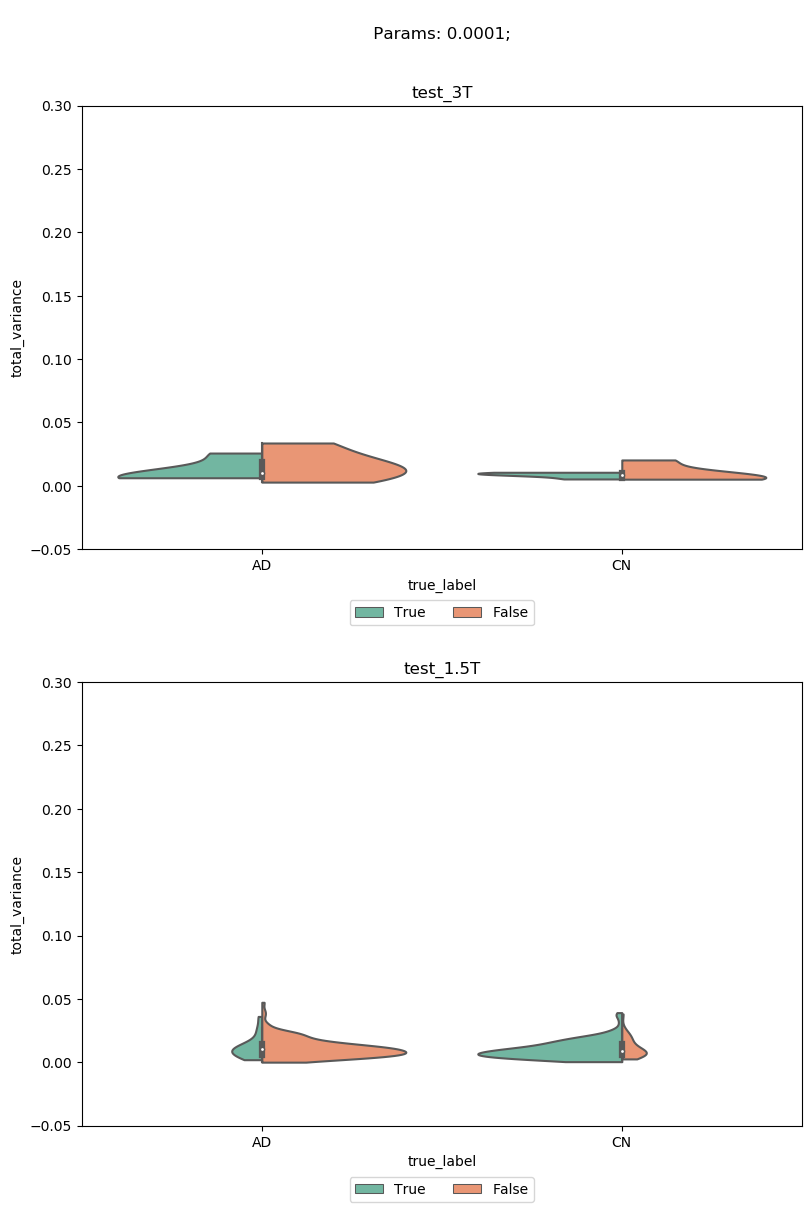 Params: 0.0001;
test_3T
0.30
0.25
0.20
0.15
0.10
0.05
0.00
−0.05
total_variance
AD CN
true_label
True False
test_1.5T
0.30
0.25
0.20
0.15
0.10
0.05
0.00
−0.05
total_variance
AD CN
true_label
True False